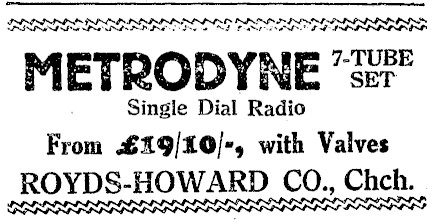 METRODYNE 7-TUBE SET
Single Dial Radio
From £19/10/-, with Valves
ROYDS-HOWARD CO., Chch.